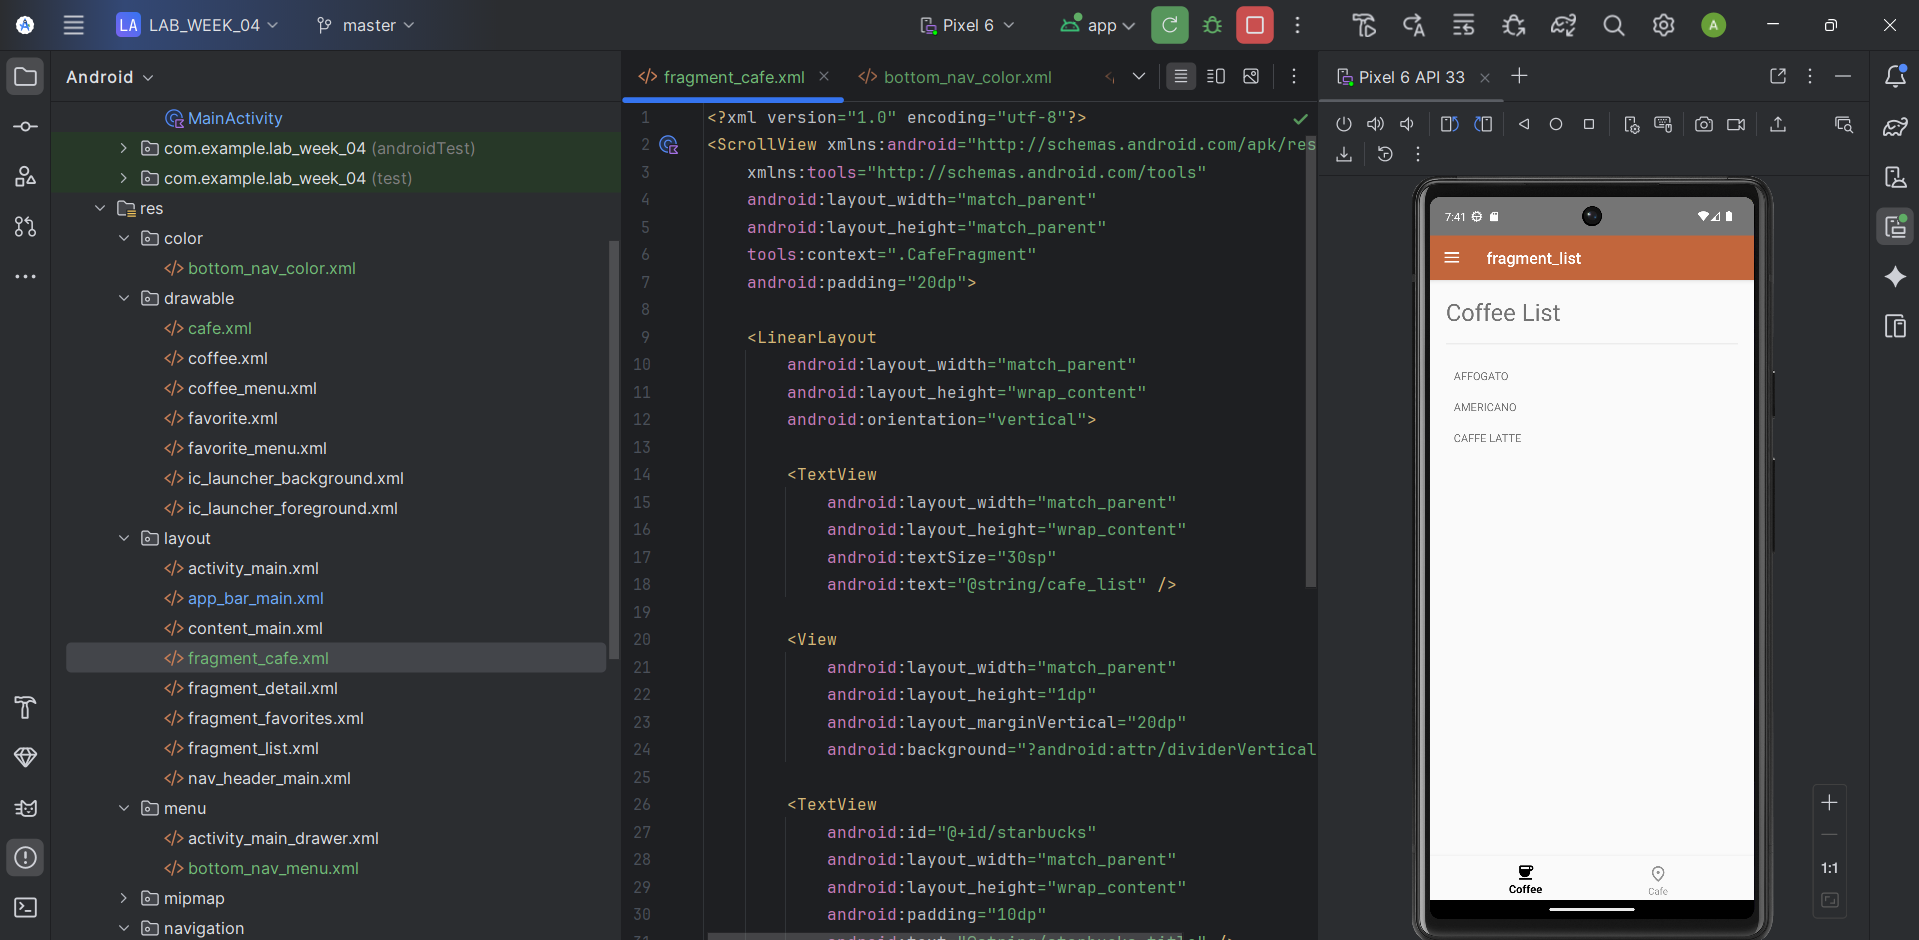 LA LAB_WEEK_04 master Pixel 6 app A
Android
MainActivity
com.example.lab_week_04 (androidTest)
com.example.lab_week_04 (test)
res
color
</> bottom_nav_color.xml
drawable
</> cafe.xml
</> coffee.xml
</> coffee_menu.xml
</> favorite.xml
</> favorite_menu.xml
</> ic_launcher_background.xml
</> ic_launcher_foreground.xml
layout
</> activity_main.xml
</> app_bar_main.xml
</> content_main.xml
</> fragment_cafe.xml
</> fragment_detail.xml
</> fragment_favorites.xml
</> fragment_list.xml
</> nav_header_main.xml
menu
</> activity_main_drawer.xml
</> bottom_nav_menu.xml
mipmap
navigation
</> fragment_cafe.xml </> bottom_nav_color.xml
1 <?xml version="1.0" encoding="utf-8"?>
2 <ScrollView xmlns:android="http://schemas.android.com/apk/res
3 xmlns:tools="http://schemas.android.com/tools"
4 android:layout_width="match_parent"
5 android:layout_height="match_parent"
6 tools:context=".CafeFragment"
7 android:padding="20dp">
8
9 <LinearLayout
10 android:layout_width="match_parent"
11 android:layout_height="wrap_content"
12 android:orientation="vertical">
13
14 <TextView
15 android:layout_width="match_parent"
16 android:layout_height="wrap_content"
17 android:textSize="30sp"
18 android:text="@string/cafe_list" />
19
20 <View
21 android:layout_width="match_parent"
22 android:layout_height="1dp"
23 android:layout_marginVertical="20dp"
24 android:background="?android:attr/dividerVertical
25
26 <TextView
27 android:id="@+id/starbucks"
28 android:layout_width="match_parent"
29 android:layout_height="wrap_content"
30 android:padding="10dp"
Pixel 6 API 33
7:41
fragment_list
Coffee List
AFFOGATO
AMERICANO
CAFFE LATTE
Coffee Cafe
1:1